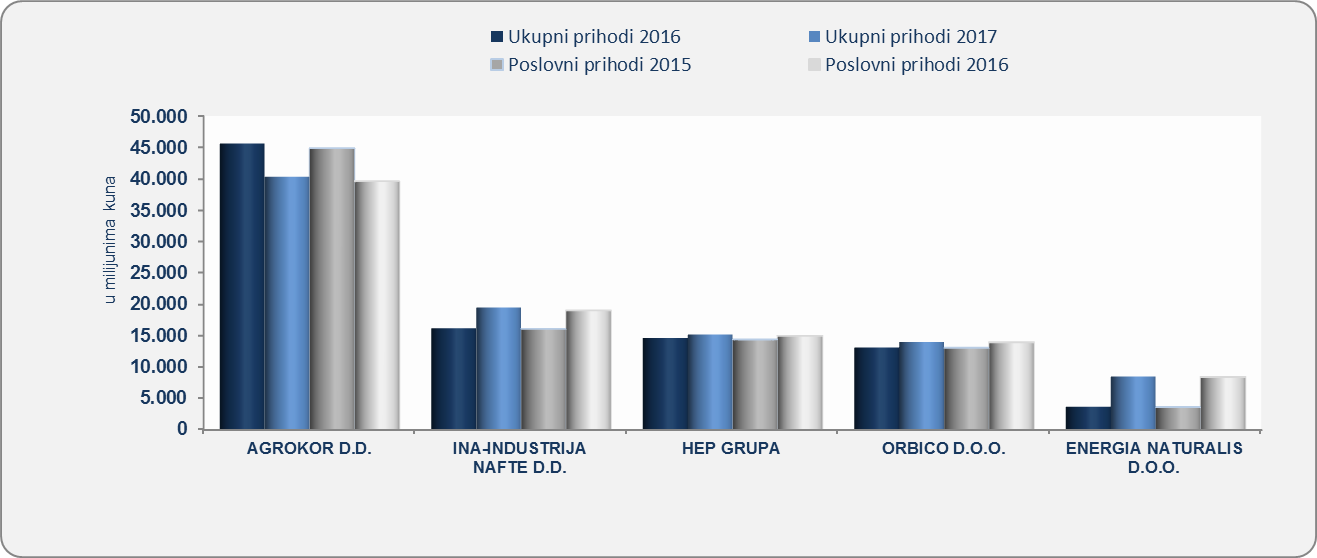 Ukupni prihodi 2016
Ukupni prihodi 2017
Poslovni prihodi 2015
Poslovni prihodi 2016
u milijunima kuna
50.000
45.000
40.000
35.000
30.000
25.000
20.000
15.000
10.000
5.000
0
AGROKOR D.D.
INA-INDUSTRIJA
NAFTE D.D.
HEP GRUPA
ORBICO D.O.O.
ENERGIA NATURALIS
D.O.O.